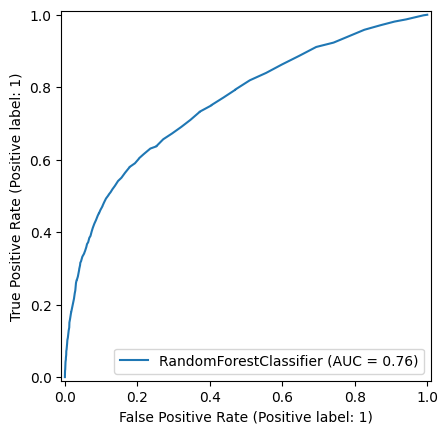 1.0
0.8
0.6
0.4
0.2
0.0
True Positive Rate (Positive label: 1)
RandomForestClassifier (AUC = 0.76)
0.0 0.2 0.4 0.6 0.8 1.0
False Positive Rate (Positive label: 1)